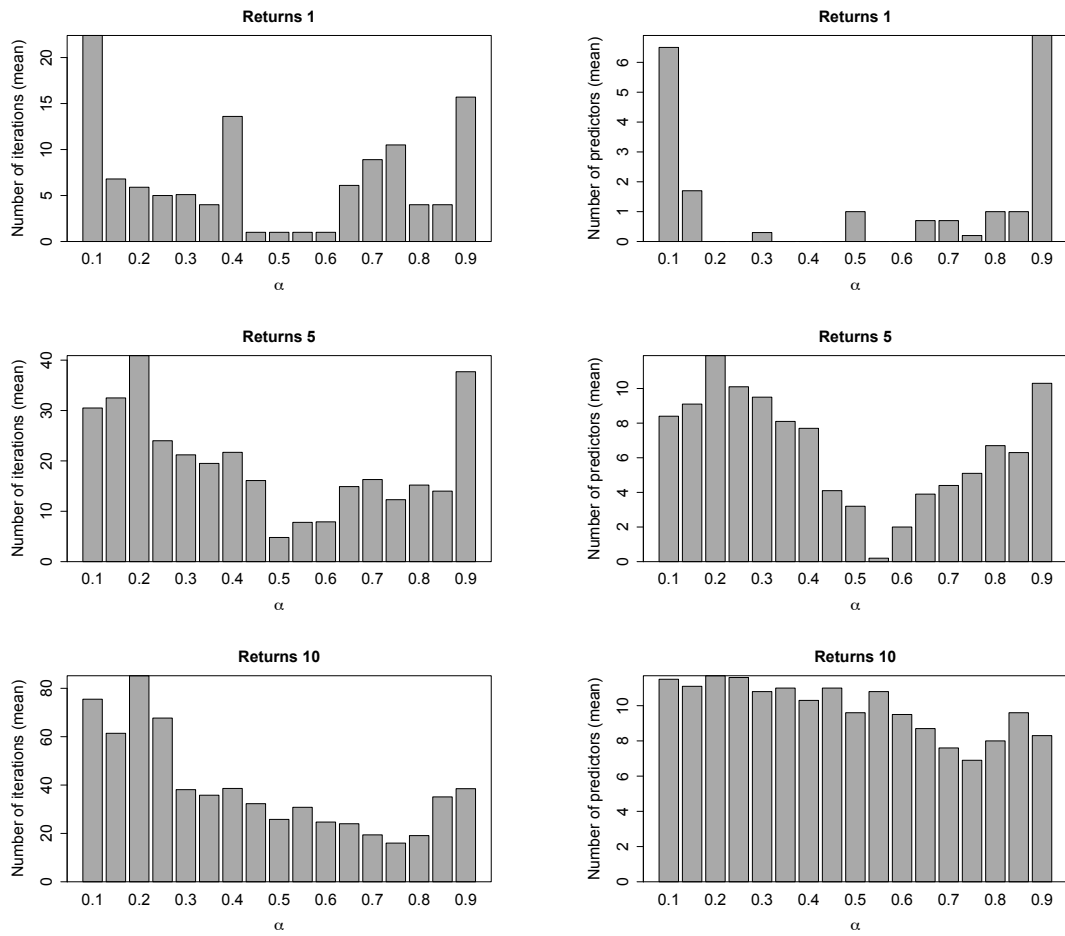 Returns 1
Number of iterations (mean)
0 5 10 15 20
0.1 0.2 0.3 0.4 0.5 0.6 0.7 0.8 0.9
α
Returns 1
Number of predictors (mean)
0 1 2 3 4 5 6
0.1 0.2 0.3 0.4 0.5 0.6 0.7 0.8 0.9
α
Returns 5
Number of iterations (mean)
0 10 20 30 40
0.1 0.2 0.3 0.4 0.5 0.6 0.7 0.8 0.9
α
Returns 5
Number of predictors (mean)
0 2 4 6 8 10
0.1 0.2 0.3 0.4 0.5 0.6 0.7 0.8 0.9
α
Returns 10
Number of iterations (mean)
0 20 40 60 80
0.1 0.2 0.3 0.4 0.5 0.6 0.7 0.8 0.9
α
Returns 10
Number of predictors (mean)
0 2 4 6 8 10
0.1 0.2 0.3 0.4 0.5 0.6 0.7 0.8 0.9
α